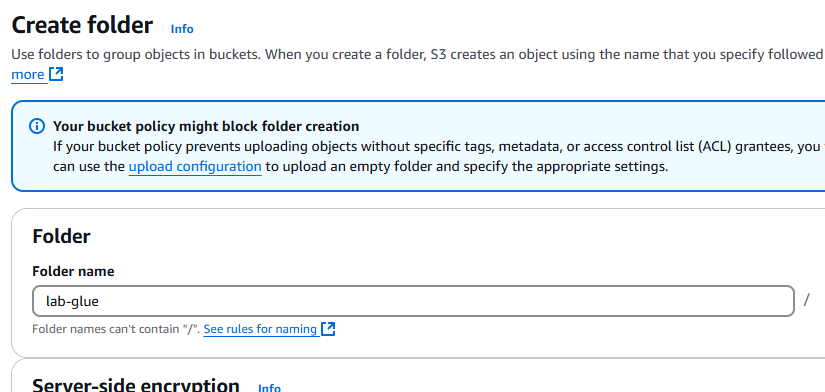 Create folder Info
Use folders to group objects in buckets. When you create a folder, S3 creates an object using the name that you specify followed
more
Your bucket policy might block folder creation
If your bucket policy prevents uploading objects without specific tags, metadata, or access control list (ACL) grantees, you
can use the upload configuration to upload an empty folder and specify the appropriate settings.
Folder
Folder name
lab-glue /
Folder names can't contain "/". See rules for naming
Server-side encryption Info